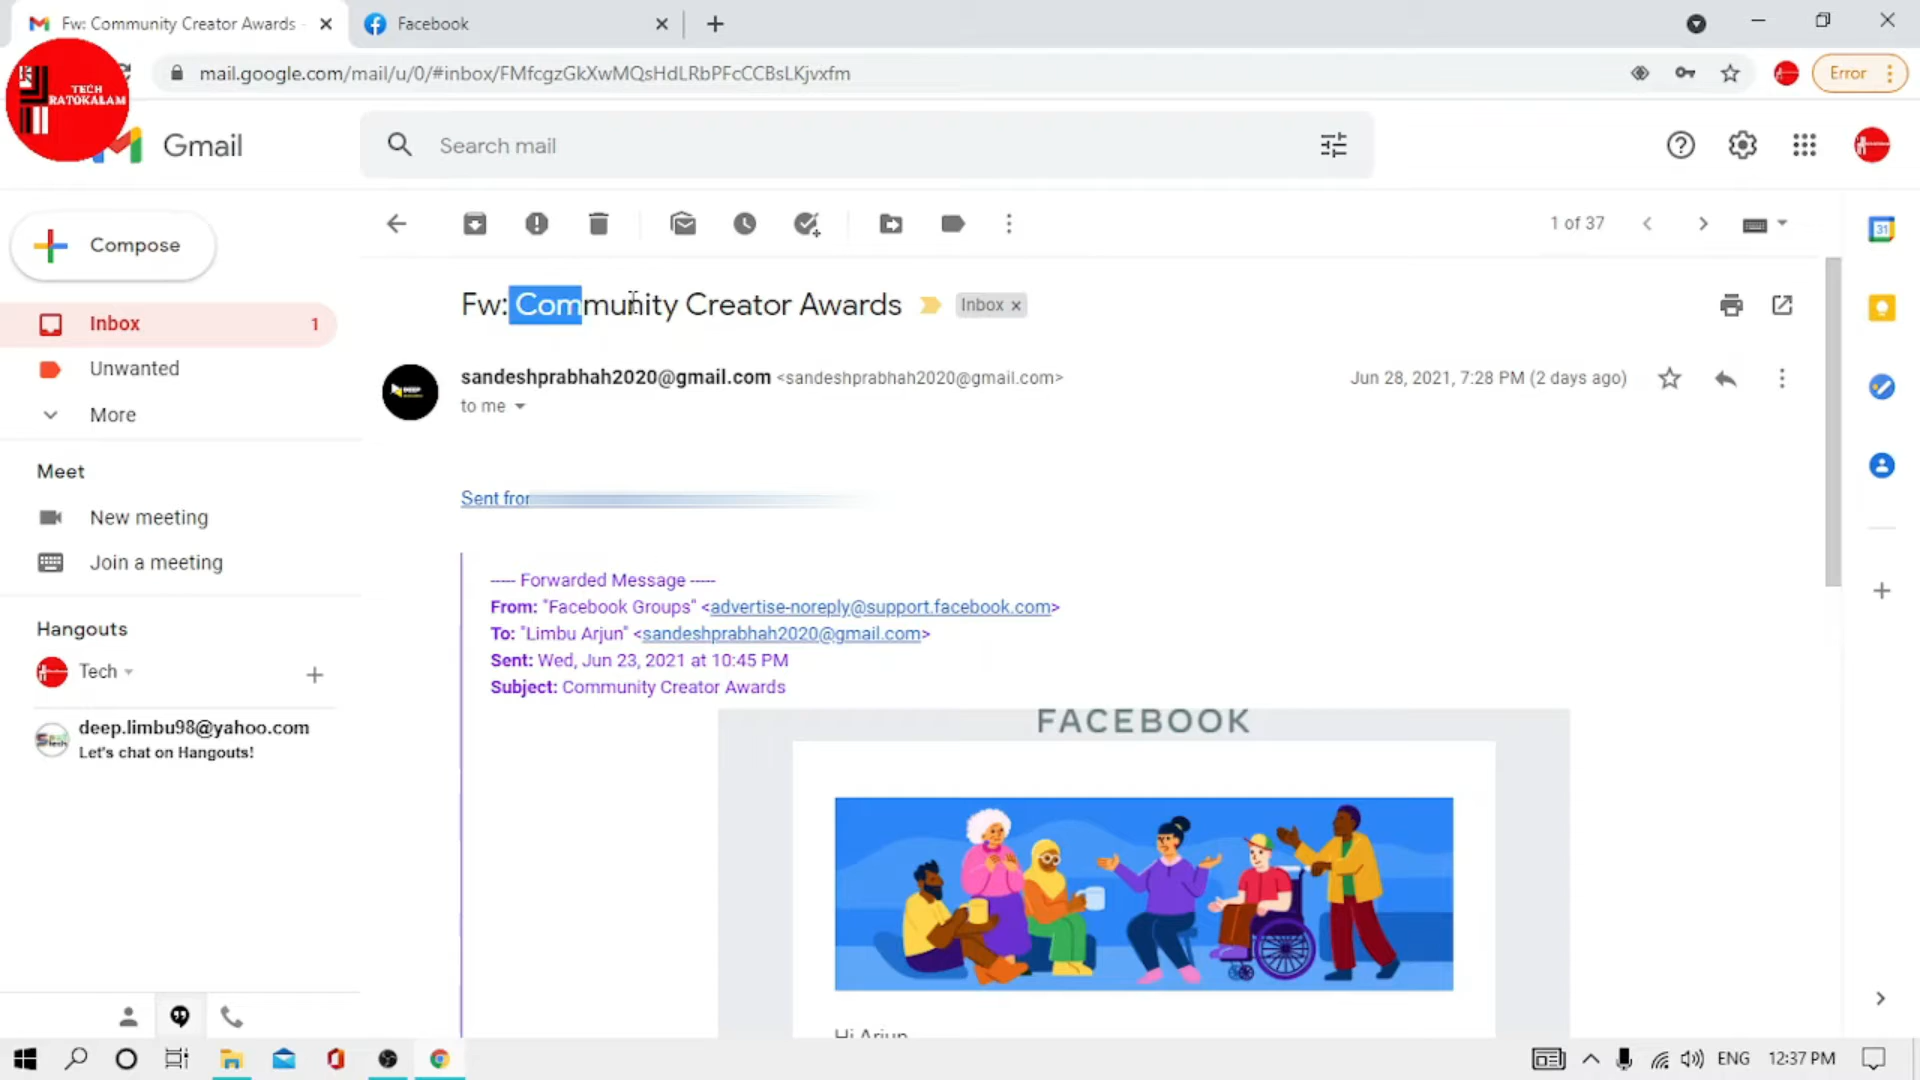 Fw: Community Creator Awards
Facebook
TECH
RATOKALAM
mail.google.com/mail/u/0/#inbox/FMfcgzGkXwMQsHdLRbPFcCCBsLKjvxfm
Error
Gmail
Search mail
Compose
1 of 37
31
Inbox 1
Unwanted
More
Fw: Community Creator Awards
Inbox ×
sandeshprabhah2020@gmail.com <sandeshprabhah2020@gmail.com>
Jun 28, 2021, 7:28 PM (2 days ago)
to me
Meet
New meeting
Join a meeting
Sent from
Hangouts
Tech
deep.limbu98@yahoo.com
Let's chat on Hangouts!
----- Forwarded Message -----
From: "Facebook Groups" <advertise-noreply@support.facebook.com>
To: "Limbu Arjun" <sandeshprabhah2020@gmail.com>
Sent: Wed, Jun 23, 2021 at 10:45 PM
Subject: Community Creator Awards
FACEBOOK
Hi Arjun
ENG
12:37 PM